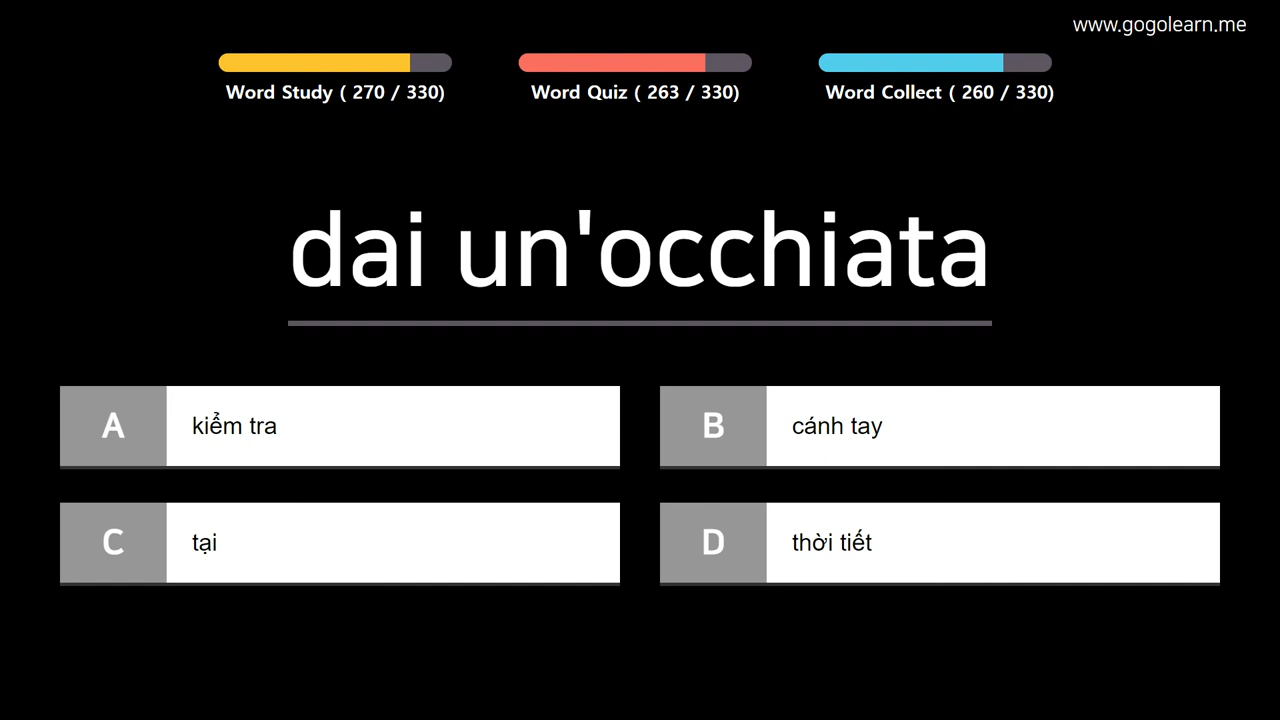 www.gogolearn.me
Word Study ( 270 / 330)
Word Quiz ( 263 / 330)
Word Collect ( 260 / 330)
dai un'occhiata
A kiểm tra
B cánh tay
C tại
D thời tiết